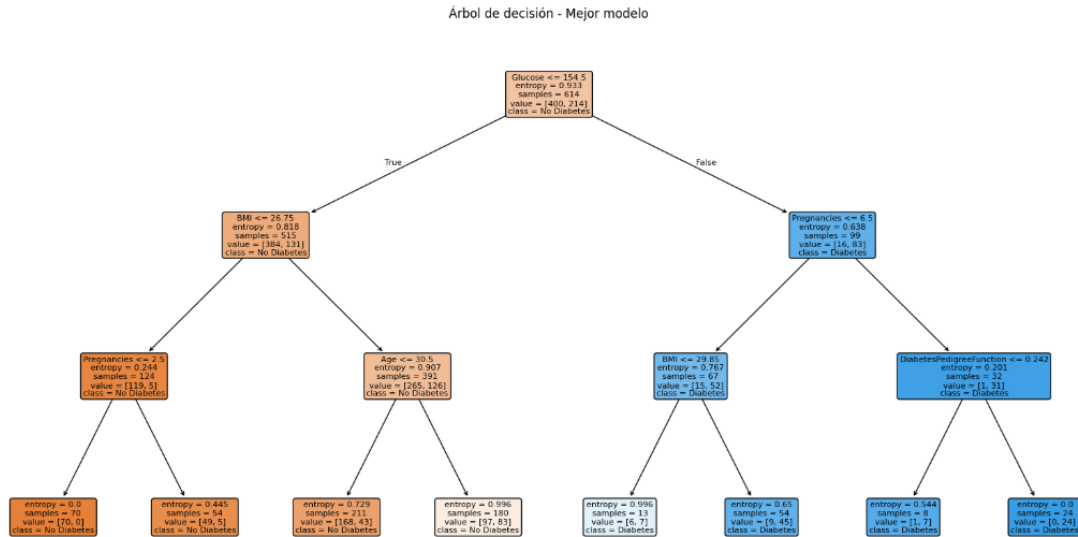 Árbol de decisión - Mejor modelo
Glucose <= 154.5
entropy = 0.933
samples = 614
value = [400, 214]
class = No Diabetes
True
False
BMI <= 26.75
entropy = 0.818
samples = 515
value = [384, 131]
class = No Diabetes
Pregnancies <= 6.5
entropy = 0.638
samples = 99
value = [16, 83]
class = Diabetes
Pregnancies <= 2.5
entropy = 0.244
samples = 124
value = [119, 5]
class = No Diabetes
Age <= 30.5
entropy = 0.907
samples = 391
value = [265, 126]
class = No Diabetes
BMI <= 29.85
entropy = 0.767
samples = 67
value = [15, 52]
class = Diabetes
DiabetesPedigreeFunction <= 0.242
entropy = 0.201
samples = 32
value = [1, 31]
class = Diabetes
entropy = 0.0
samples = 70
value = [70, 0]
class = No Diabetes
entropy = 0.445
samples = 54
value = [49, 5]
class = No Diabetes
entropy = 0.729
samples = 211
value = [168, 43]
class = No Diabetes
entropy = 0.996
samples = 180
value = [97, 83]
class = No Diabetes
entropy = 0.996
samples = 13
value = [6, 7]
class = Diabetes
entropy = 0.65
samples = 54
value = [9, 45]
class = Diabetes
entropy = 0.544
samples = 8
value = [1, 7]
class = Diabetes
entropy = 0.0
samples = 24
value = [0, 24]
class = Diabetes